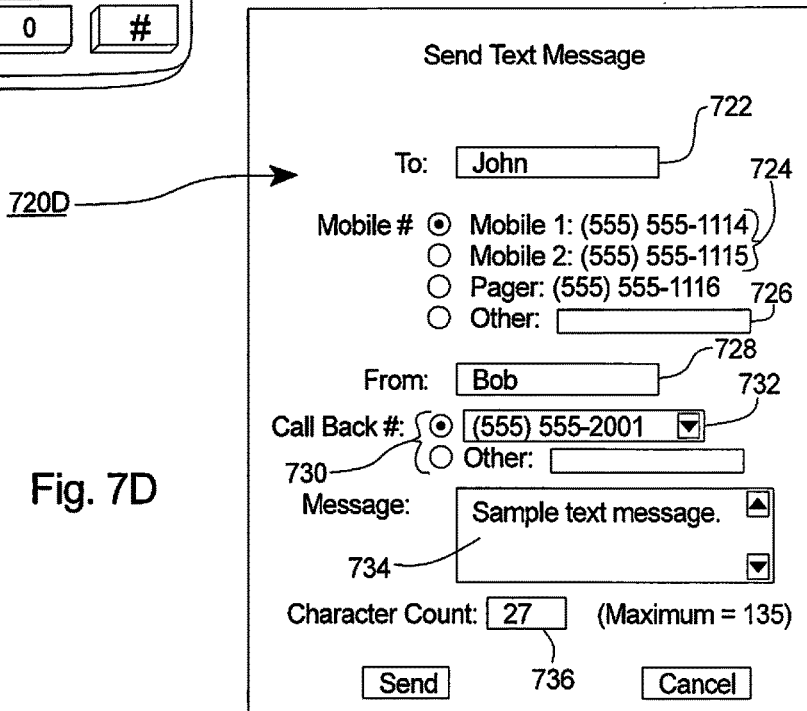 0 #
Send Text Message
722
To: John
724
720D
Mobile # Mobile 1: (555) 555-1114
Mobile 2: (555) 555-1115
Pager: (555) 555-1116
726
Other:
728
From: Bob
732
Call Back #: (555) 555-2001
Other:
730
Fig. 7D
Message: Sample text message.
734
Character Count: 27 (Maximum = 135)
736
Send Cancel